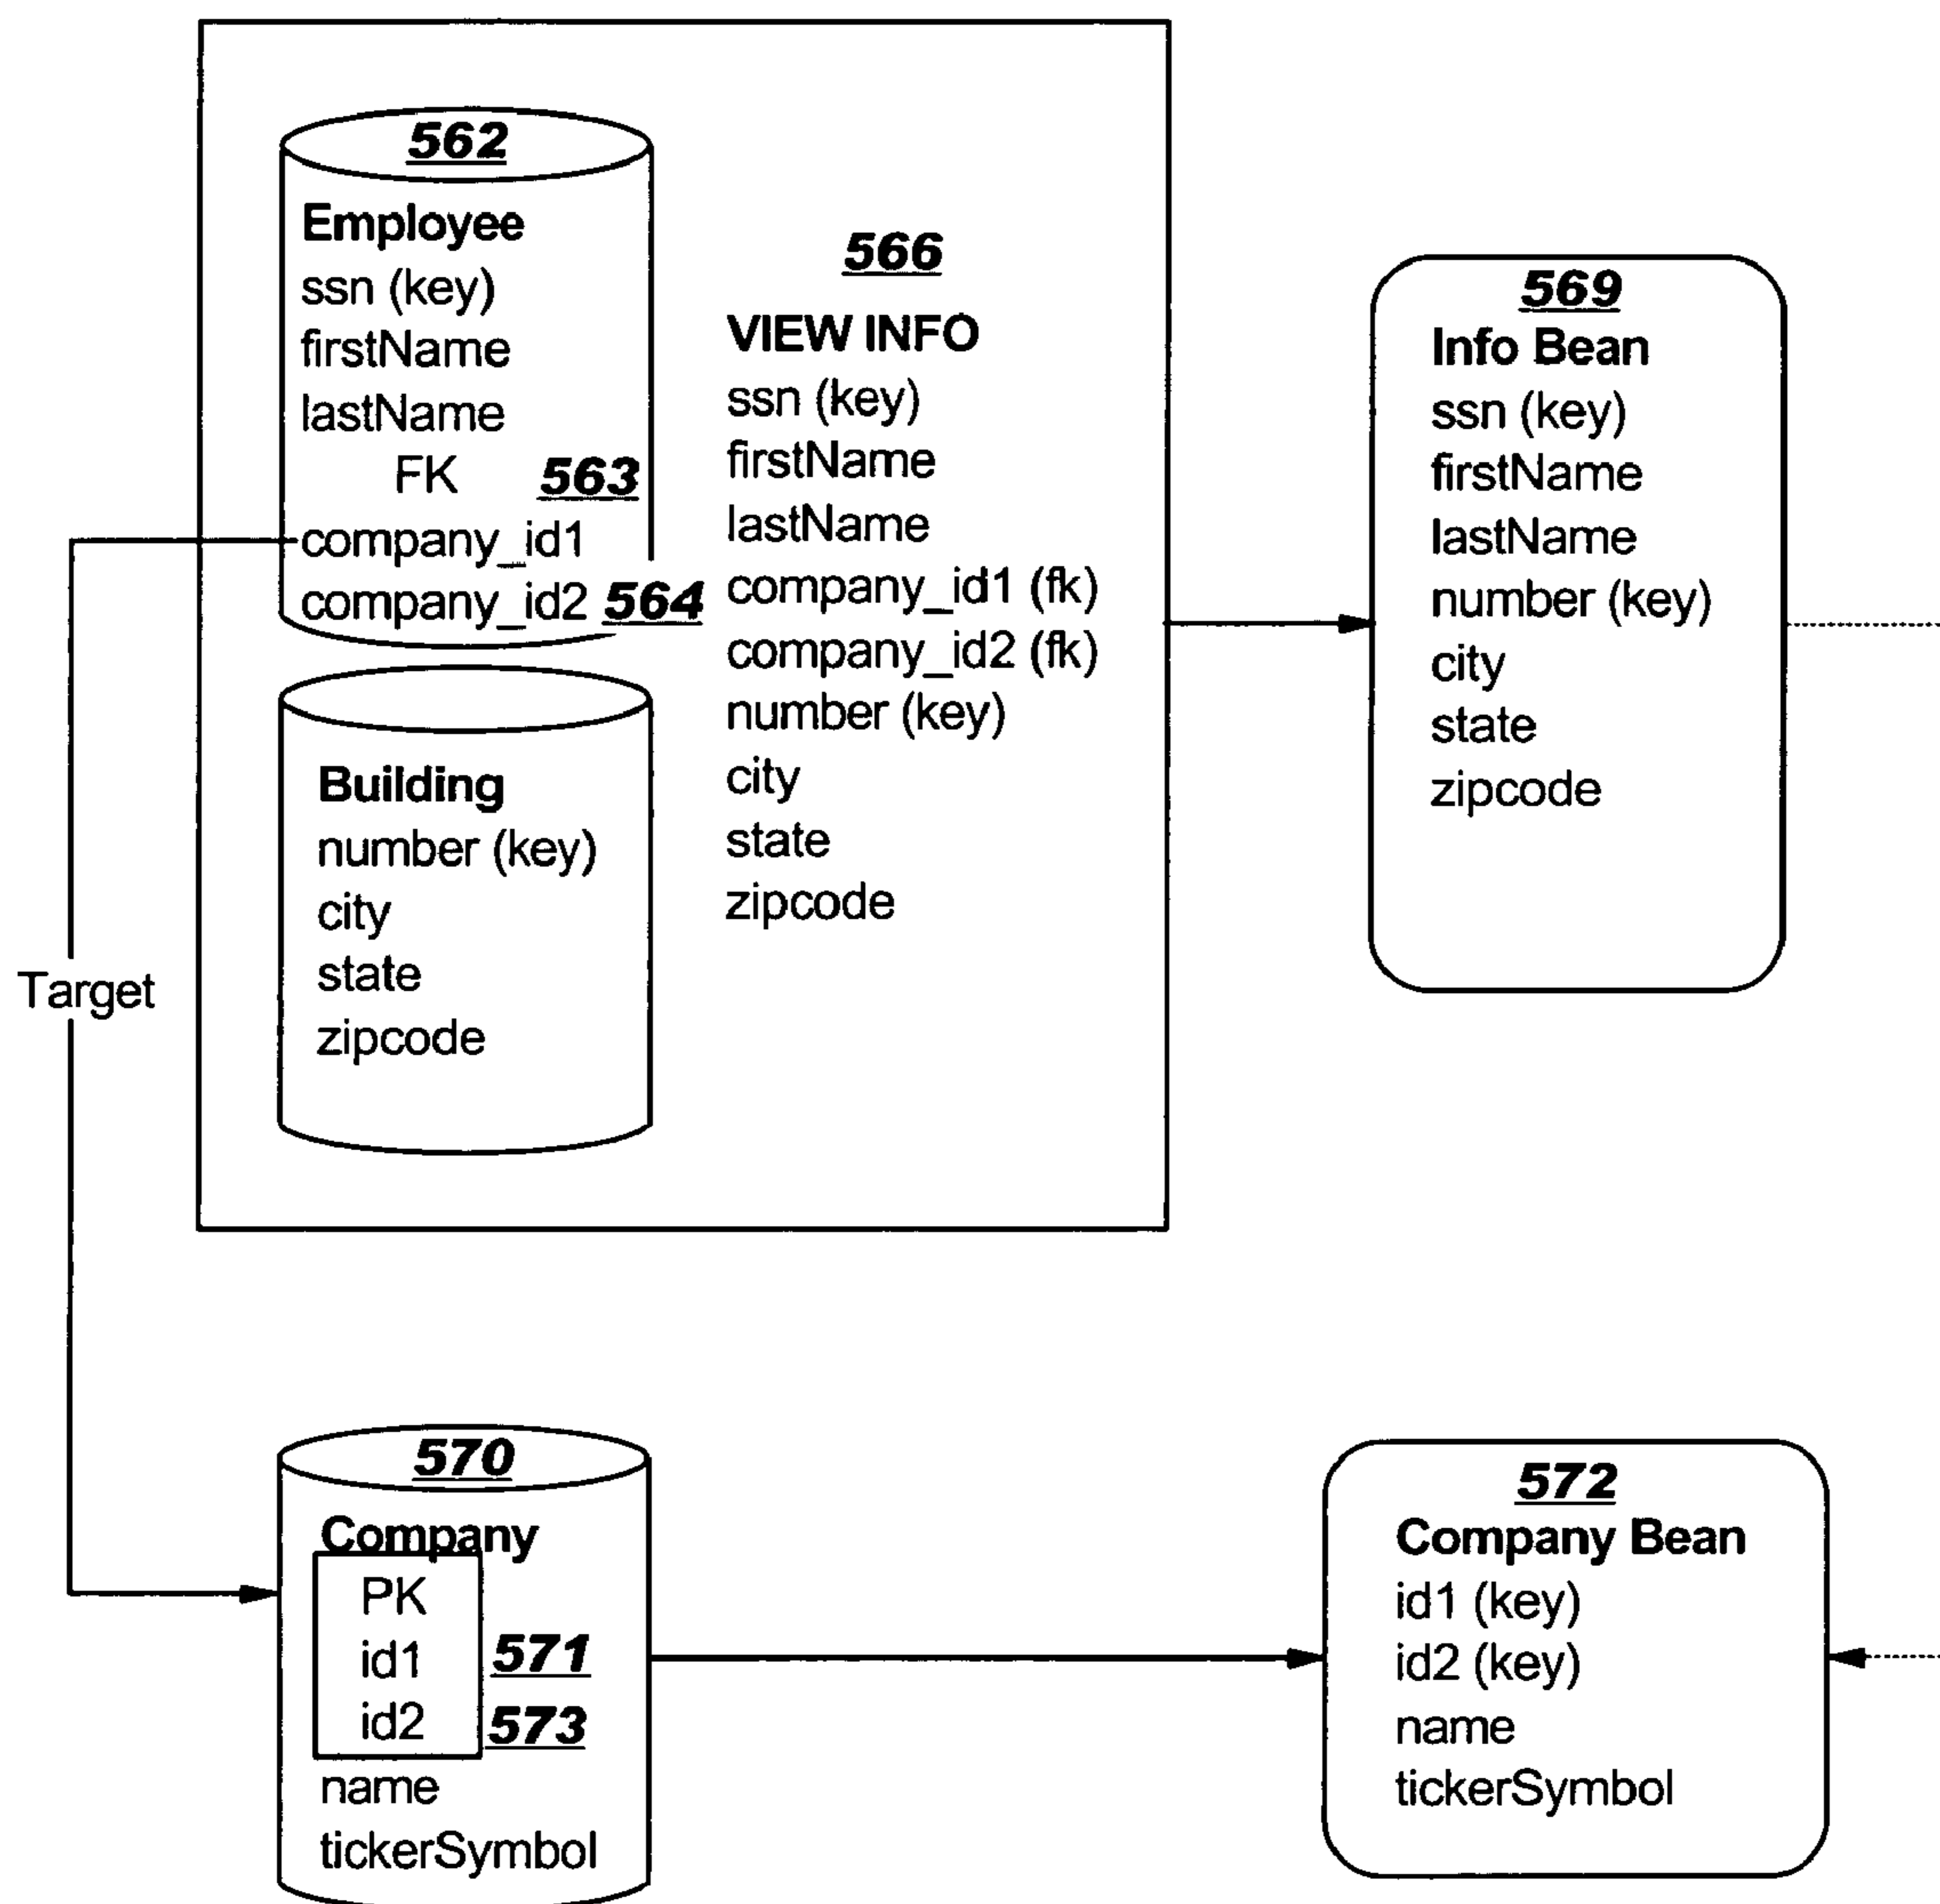 562
Employee
ssn (key)
firstName
lastName
FK 563
company_id1
company_id2 564
Building
number (key)
city
state
zipcode
566
VIEW INFO
ssn (key)
firstName
lastName
company_id1 (fk)
company_id2 (fk)
number (key)
city
state
zipcode
569
Info Bean
ssn (key)
firstName
lastName
number (key)
city
state
zipcode
Target
570
Company
PK
id1 571
id2 573
name
tickerSymbol
572
Company Bean
id1 (key)
id2 (key)
name
tickerSymbol